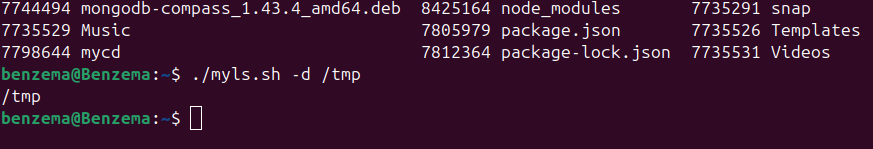 7744494 mongodb-compass_1.43.4_amd64.deb 8425164 node_modules 7735291 snap
7735529 Music 7805979 package.json 7735526 Templates
7798644 mycd 7812364 package-lock.json 7735531 Videos
benzema@Benzema:~$ ./myls.sh -d /tmp
/tmp
benzema@Benzema:~$